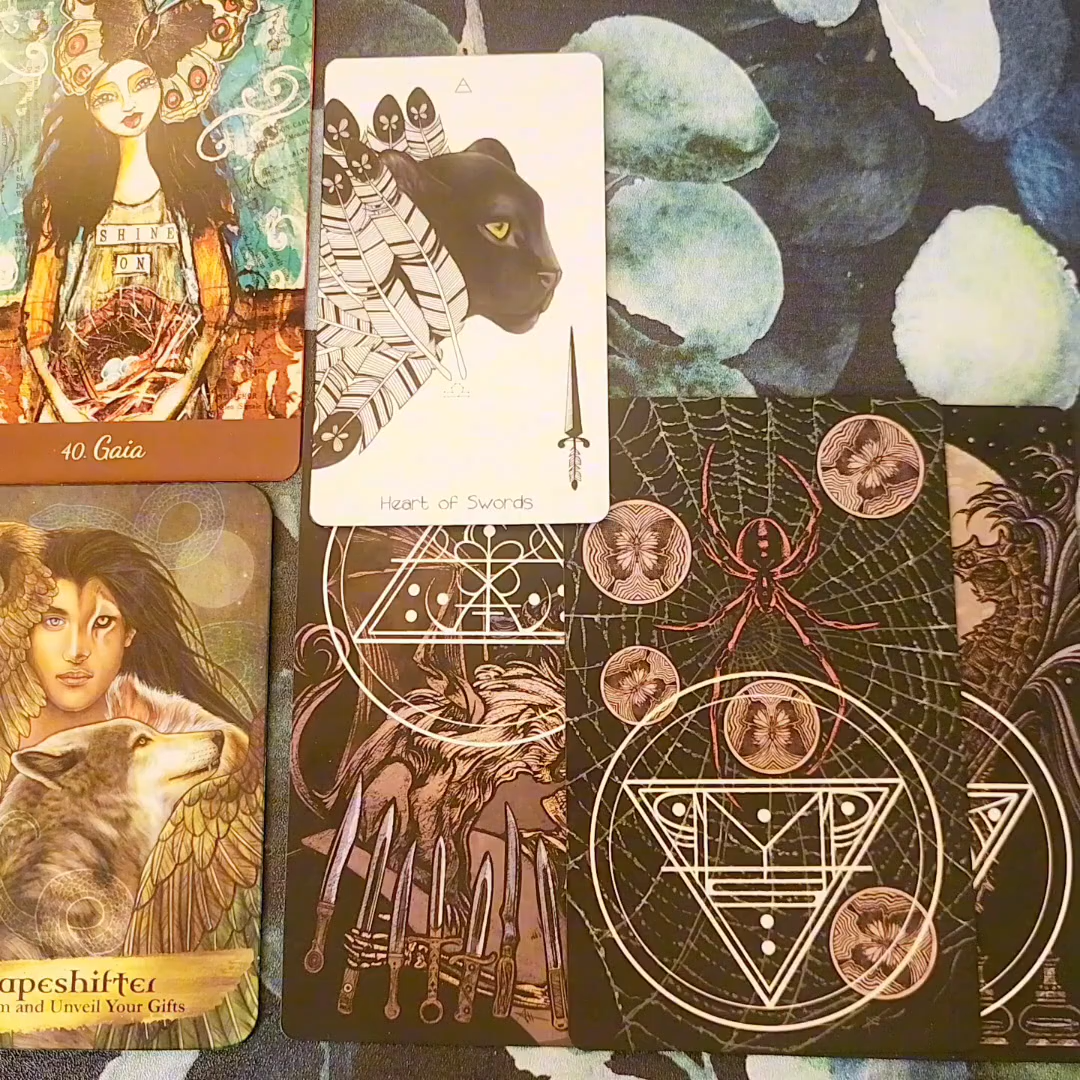 SHINE
ON
40. Gaia
Heart of Swords
apeshifter
m and Unveil Your Gifts